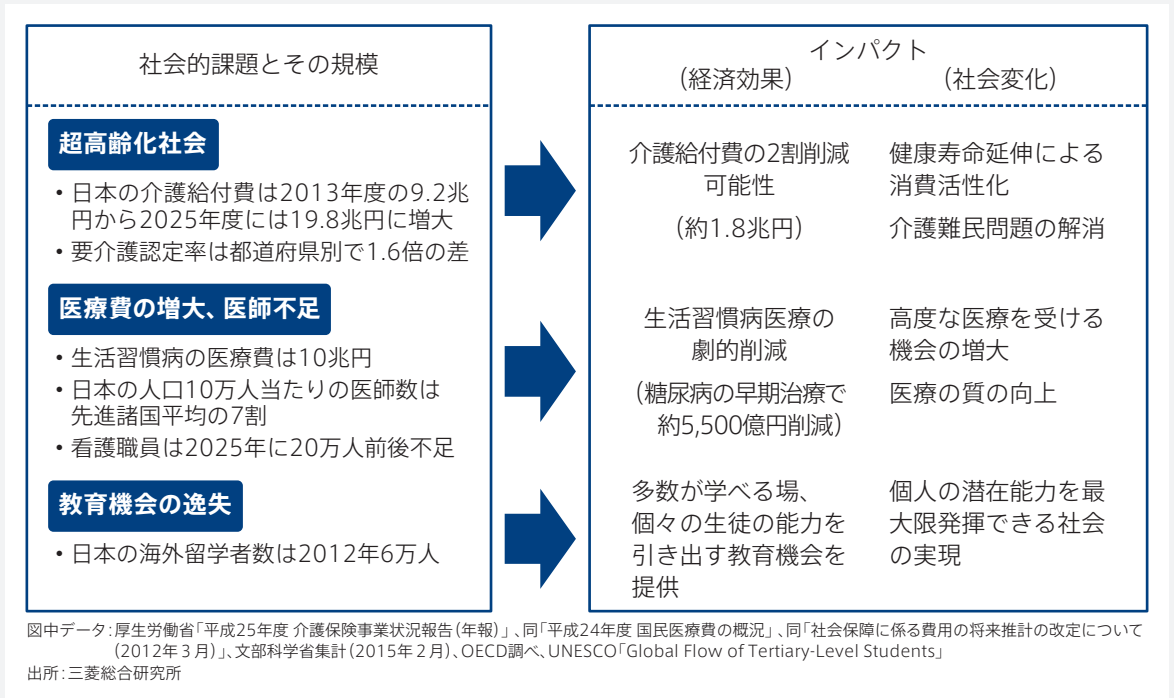 社会的課題とその規模
超高齢化社会
・日本の介護給付費は2013年度の9.2兆
円から2025年度には19.8兆円に増大
・要介護認定率は都道府県別で1.6倍の差
医療費の増大、医師不足
・生活習慣病の医療費は10兆円
・日本の人口10万人当たりの医師数は
先進諸国平均の7割
・看護職員は2025年に20万人前後不足
教育機会の逸失
・日本の海外留学者数は2012年6万人
インパクト
（経済効果）
（社会変化）
介護給付費の2割削減
可能性
（約1.8兆円）
健康寿命延伸による
消費活性化
介護難民問題の解消
生活習慣病医療の
劇的削減
（糖尿病の早期治療で
約5,500億円削減）
高度な医療を受ける
機会の増大
医療の質の向上
多数が学べる場、
個々の生徒の能力を
引き出す教育機会を
提供
個人の潜在能力を最
大限発揮できる社会
の実現
図中データ：厚生労働省「平成25年度 介護保険事業状況報告（年報）」、同「平成24年度 国民医療費の概況」、同「社会保障に係る費用の将来推計の改定について
（2012年３月）」、文部科学省集計（2015年２月）、OECD調べ、UNESCO「Global Flow of Tertiary-Level Students」
出所：三菱総合研究所